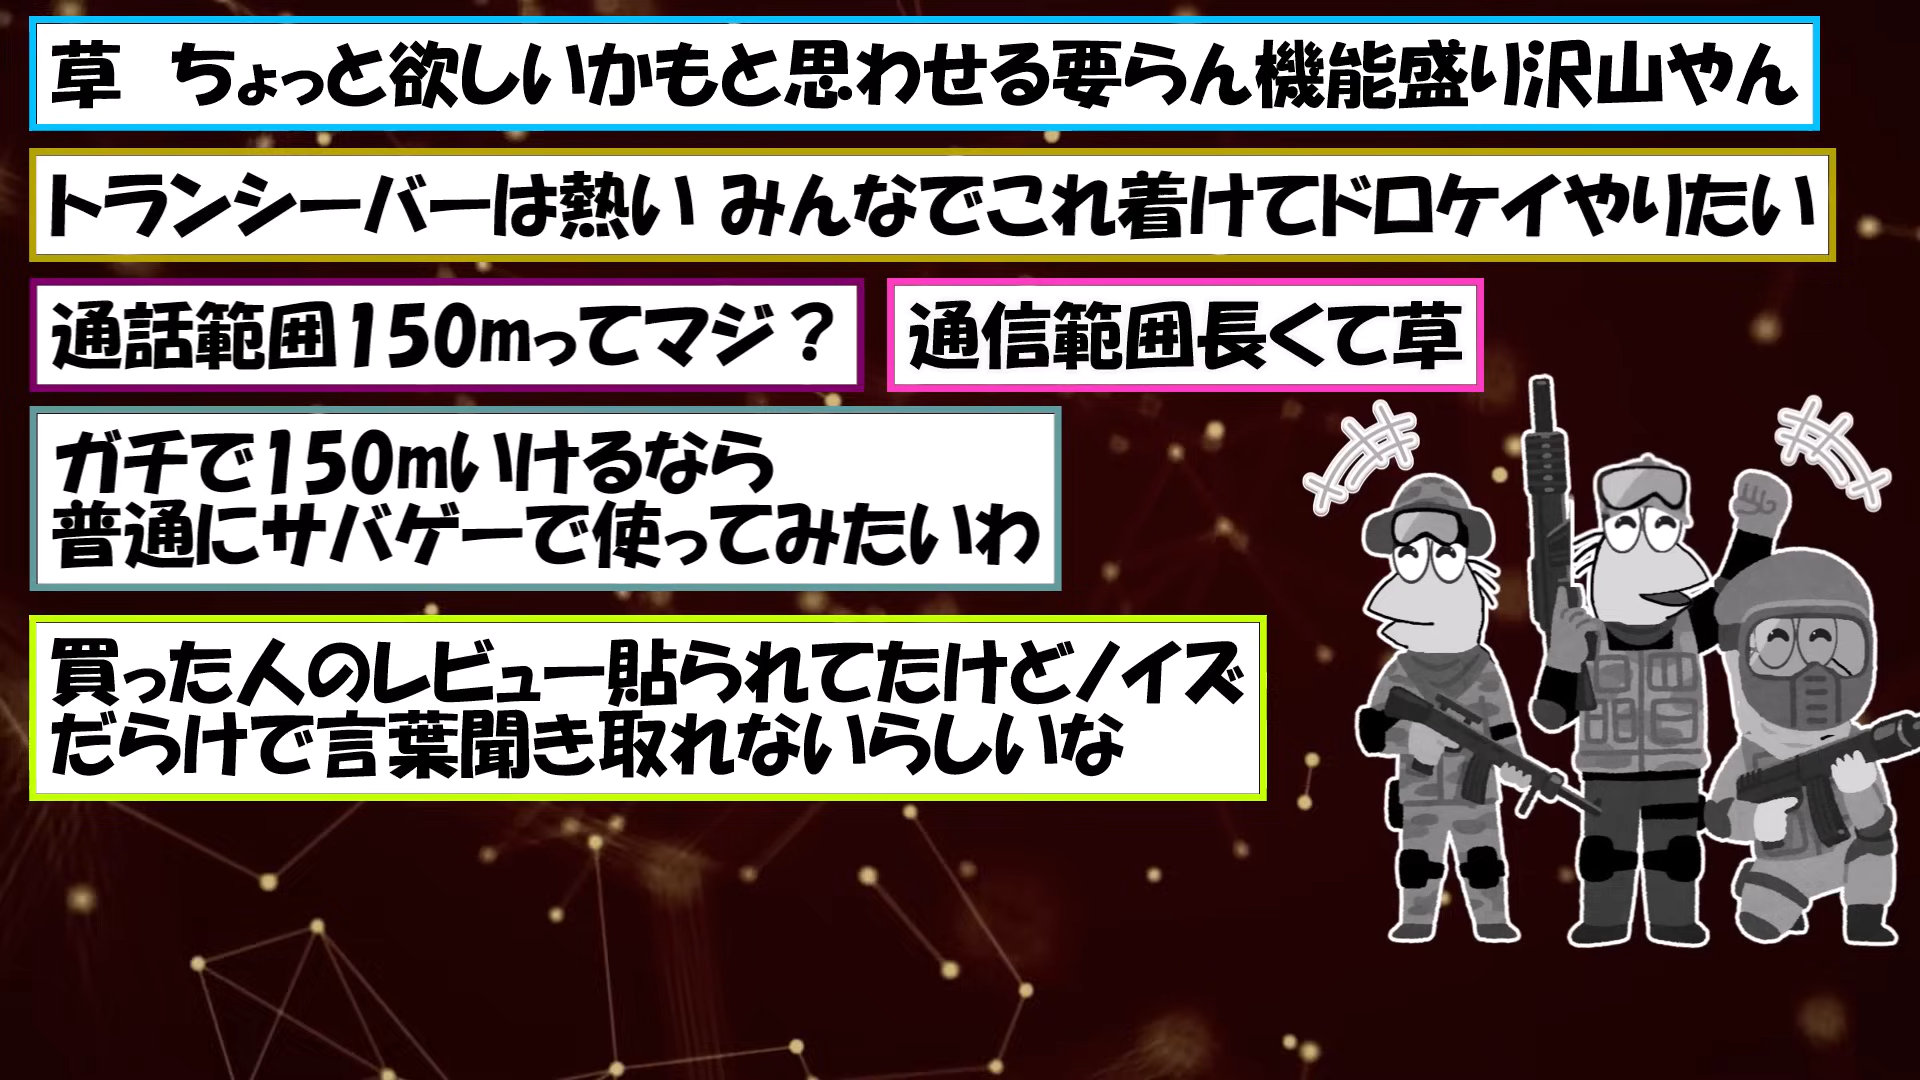 草　ちょっと欲しいかもと思わせる要らん機能盛り沢山やん
トランシーバーは熱い みんなでこれ着けてドロケイやりたい
通話範囲150mってマジ？
通信範囲長くて草
ガチで150mいけるなら
普通にサバゲーで使ってみたいわ
買った人のレビュー貼られてたけどノイズ
だらけで言葉聞き取れないらしいな